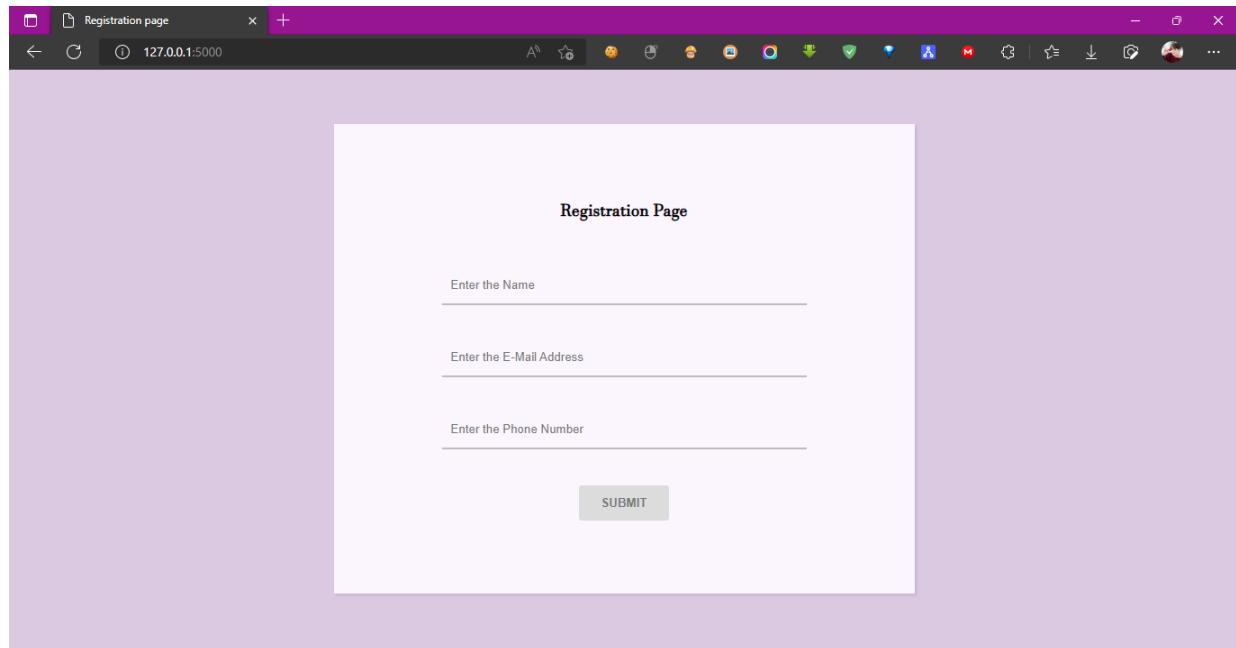 Registration page
127.0.0.1:5000
Registration Page
Enter the Name
Enter the E-Mail Address
Enter the Phone Number
SUBMIT